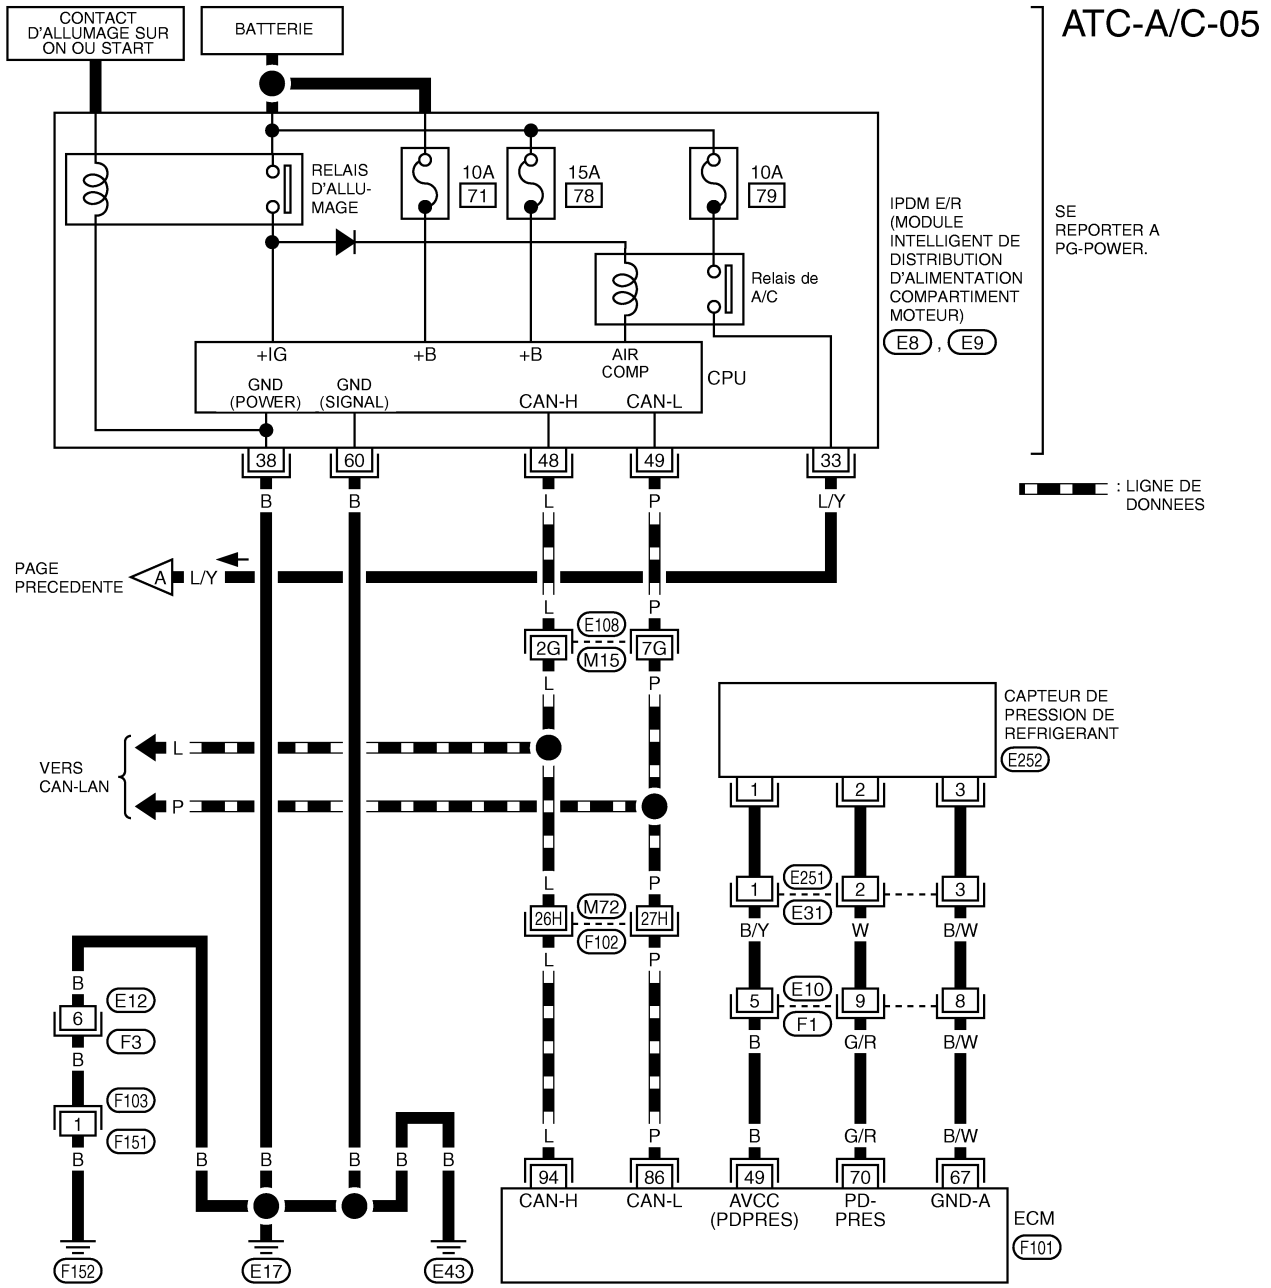 CONTACT
D'ALLUMAGE SUR
ON OU START
BATTERIE
ATC-A/C-05
RELAIS
D'ALLU-
MAGE
10A
71
15A
78
10A
79
Relais de
A/C
IPDM E/R
(MODULE
INTELLIGENT DE
DISTRIBUTION
D'ALIMENTATION
COMPARTIMENT
MOTEUR)
E8 , E9
SE
REPORTER A
PG-POWER.
+IG
+B
+B
AIR
COMP
CPU
GND
(POWER)
GND
(SIGNAL)
CAN-H
CAN-L
38
60
48
49
33
B
B
L
P
L/Y
: LIGNE DE
DONNEES
PAGE
PRECEDENTE
A
L/Y
L
P
E108
2G
7G
M15
L
P
CAPTEUR DE
PRESSION DE
REFRIGERANT
E252
VERS
CAN-LAN
L
P
1
2
3
L
P
E251
1
2
3
E31
M72
26H
27H
F102
B/Y
W
B/W
L
P
B
E12
6
F3
B
E10
5
9
8
F1
B
G/R
B/W
F103
1
F151
B
B
B
B
B
B
L
P
B
G/R
B/W
94
86
49
70
67
CAN-H
CAN-L
AVCC
(PDPRES)
PD-
PRES
GND-A
ECM
F101
F152
E17
E43